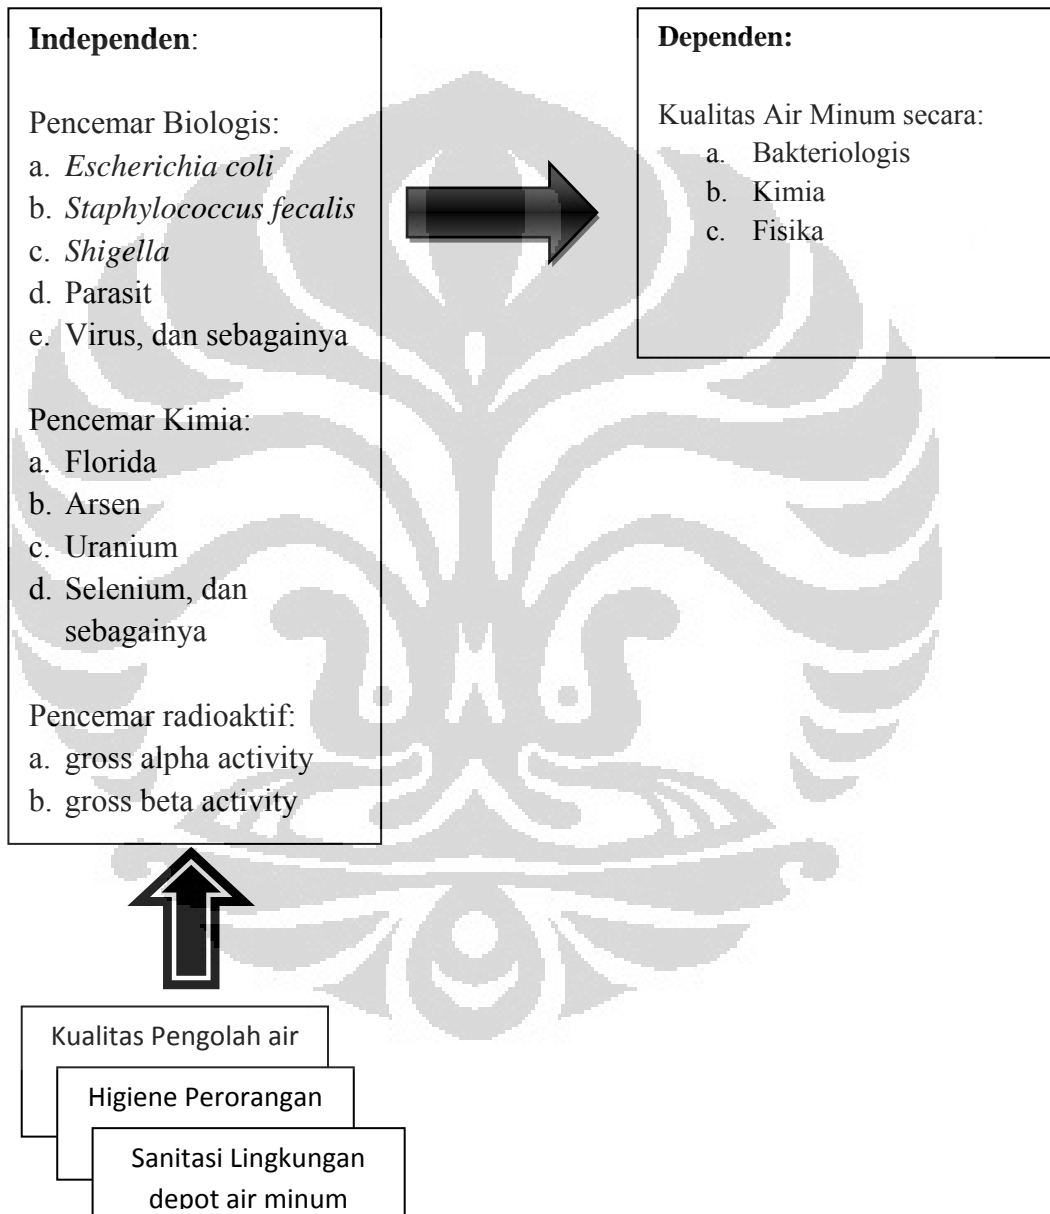 Independen:
Pencemar Biologis:
a. Escherichia coli
b. Staphylococcus fecalis
c. Shigella
d. Parasit
e. Virus, dan sebagainya
Pencemar Kimia:
a. Florida
b. Arsen
c. Uranium
d. Selenium, dan
sebagainya
Pencemar radioaktif:
a. gross alpha activity
b. gross beta activity
Dependen:
Kualitas Air Minum secara:
a. Bakteriologis
b. Kimia
c. Fisika
Kualitas Pengolah air
Higiene Perorangan
Sanitasi Lingkungan
depot air minum